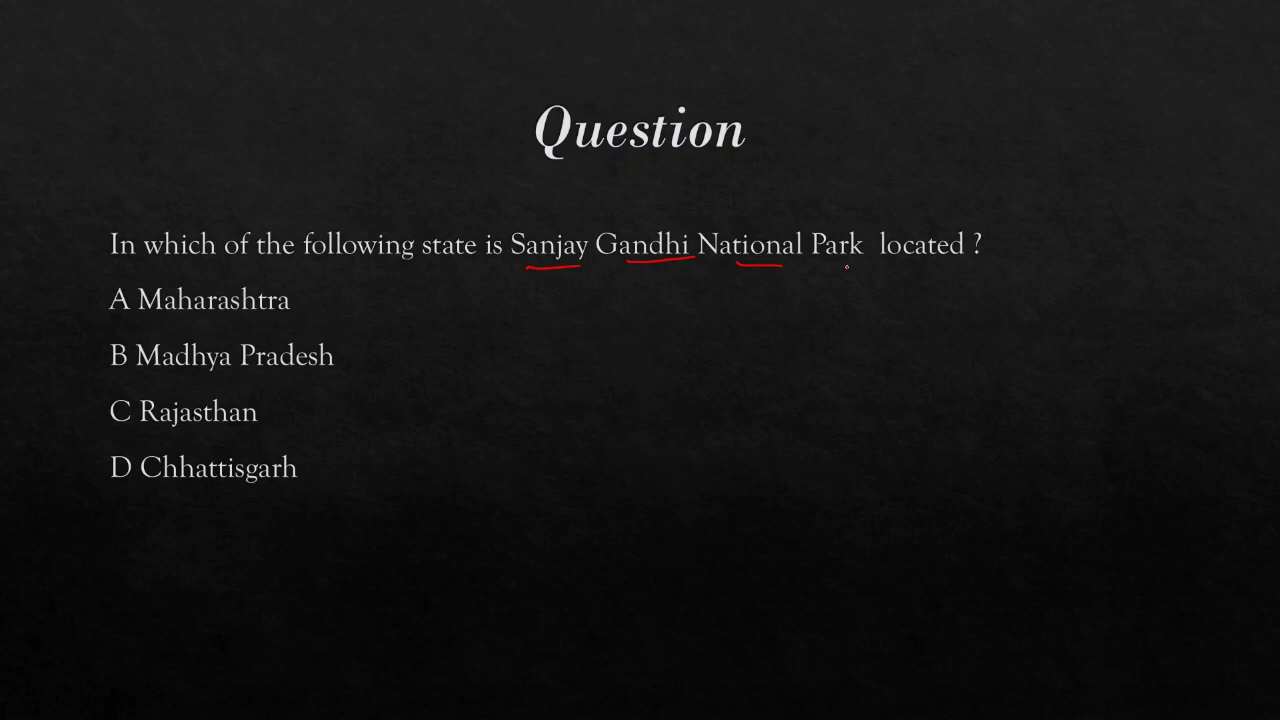 Question
In which of the following state is Sanjay Gandhi National Park located ?
A Maharashtra
B Madhya Pradesh
C Rajasthan
D Chhattisgarh